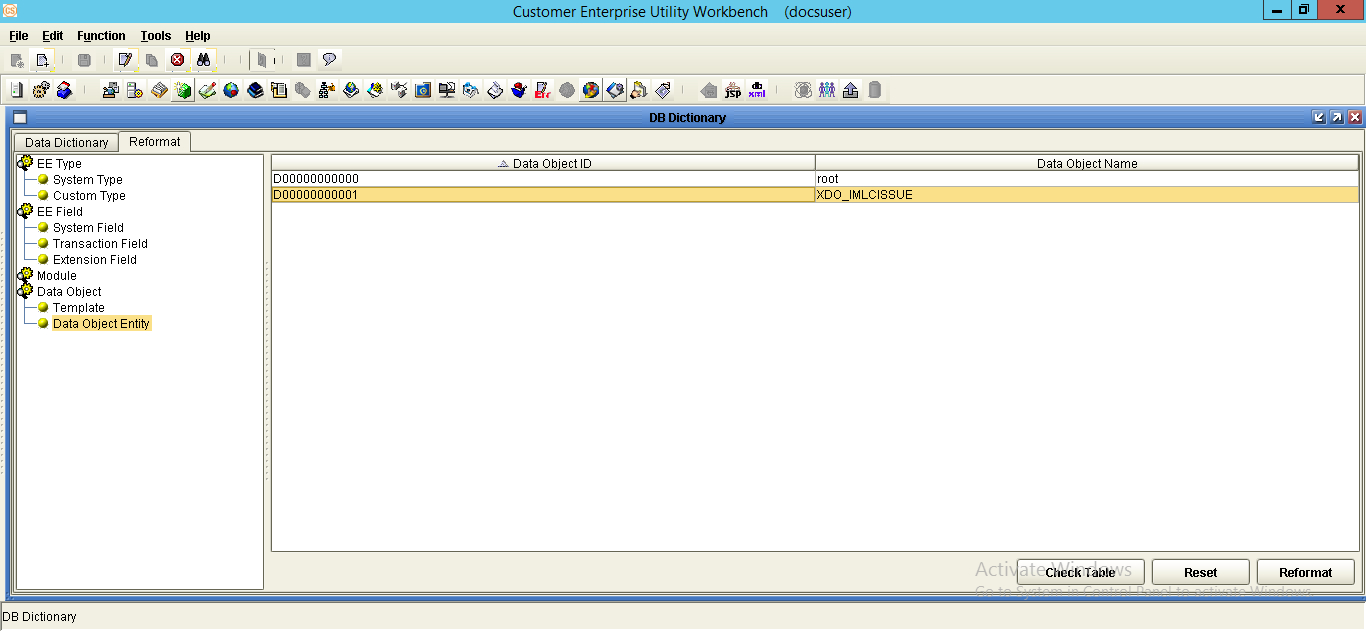 Customer Enterprise Utility Workbench (docsuser)
File Edit Function Tools Help
jsp
xml
DB Dictionary
Data Dictionary Reformat
EE Type
System Type
Custom Type
EE Field
System Field
Transaction Field
Extension Field
Module
Data Object
Template
Data Object Entity
Data Object ID Data Object Name
D00000000000 root
D00000000001 XDO_IMLCISSUE
Activate Windows
Check Table Reset Reformat
Go to System in Control Panel to activate Windows.
DB Dictionary